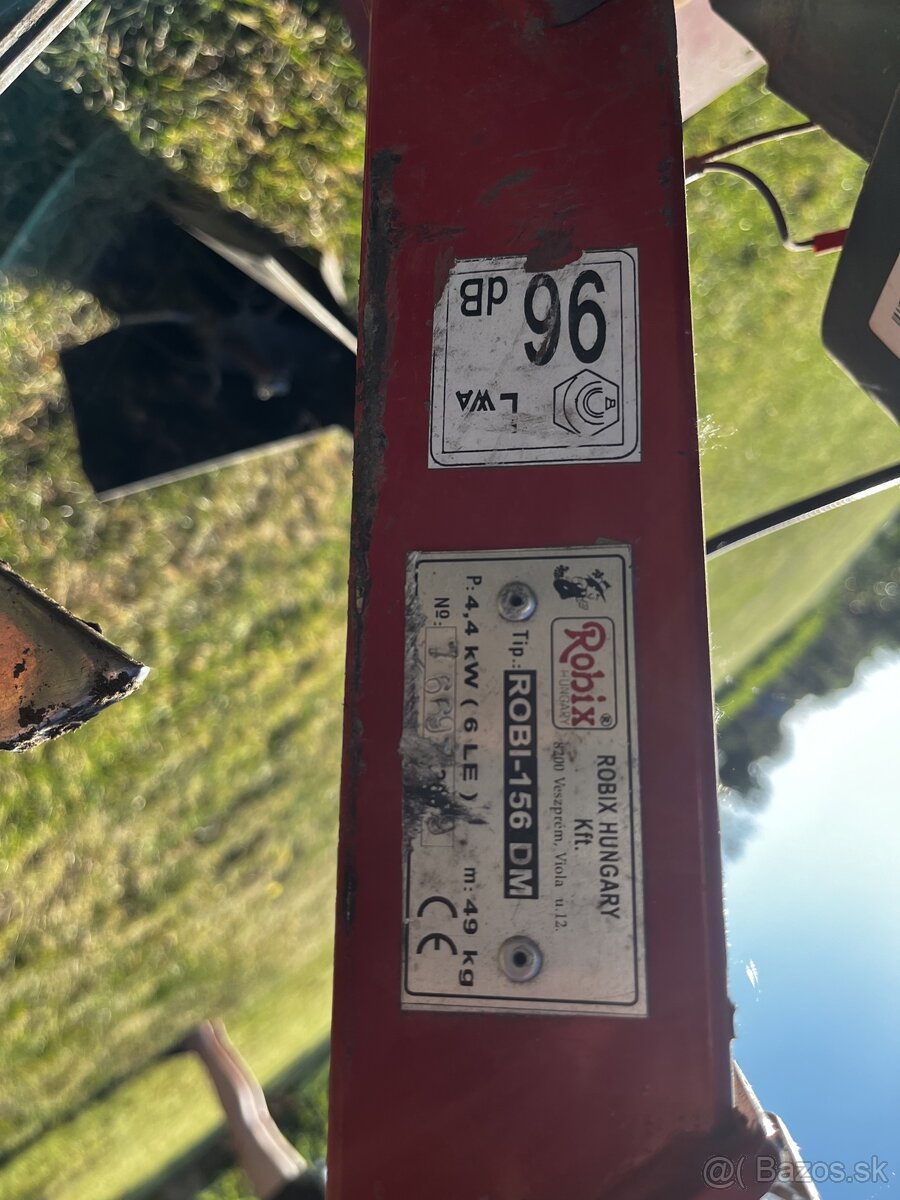 LWA
96
dB
Robix®
HUNGARY
ROBIX HUNGARY
Kft.
8200 Veszprém, Viola u.12.
Tip.: ROBI-156 DM
P: 4,4 kW ( 6 LE ) m: 49 kg
Nº:
CE
@( Bazos.sk